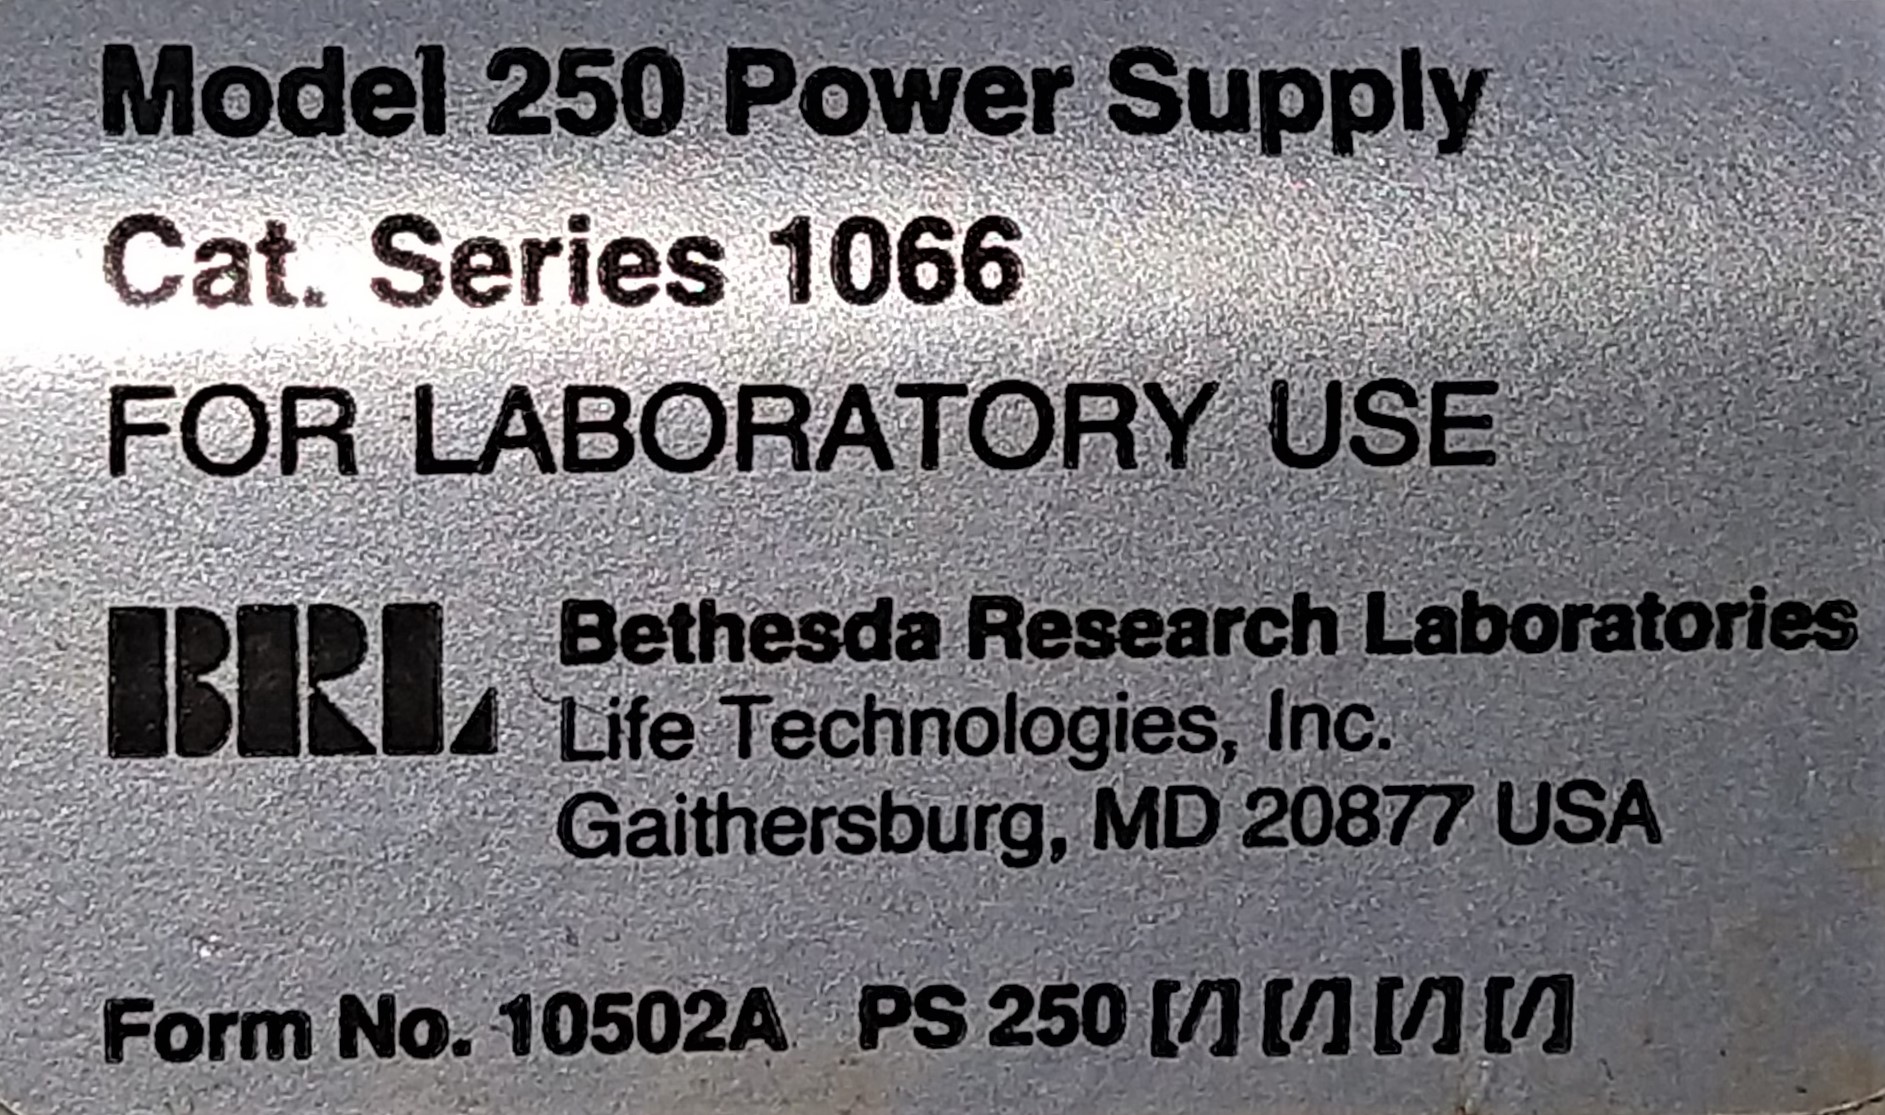 Model 250 Power Supply
Cat. Series 1066
FOR LABORATORY USE
BRL
Bethesda Research Laboratories
Life Technologies, Inc.
Gaithersburg, MD 20877 USA
Form No. 10502A PS 250 [/] [/] [/] [/]